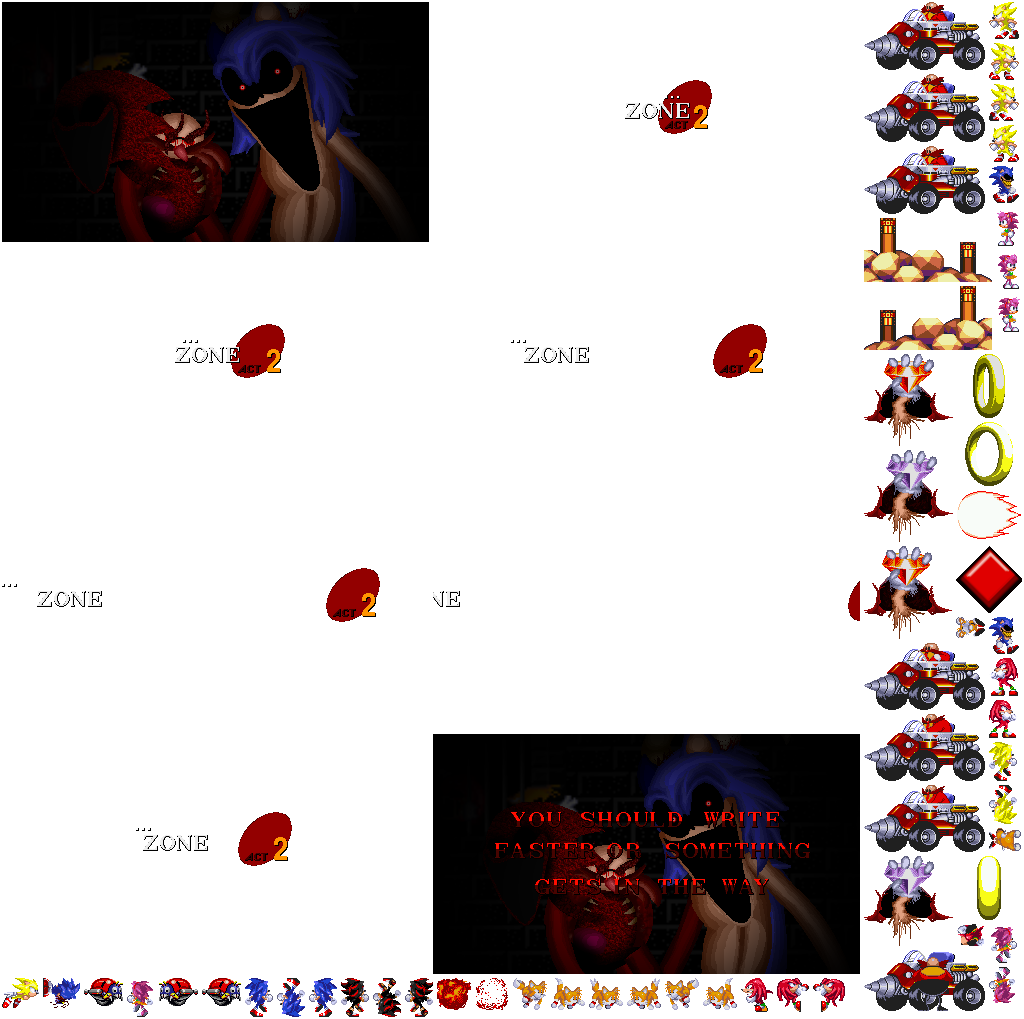 ...
ZONE
ACT 2
...
ZONE
ACT 2
...
ZONE
ACT 2
...
ZONE
ACT 2
NE
...
ZONE
ACT 2
YOU SHOULD WRITE
FASTER OR SOMETHING
GETS IN THE WAY